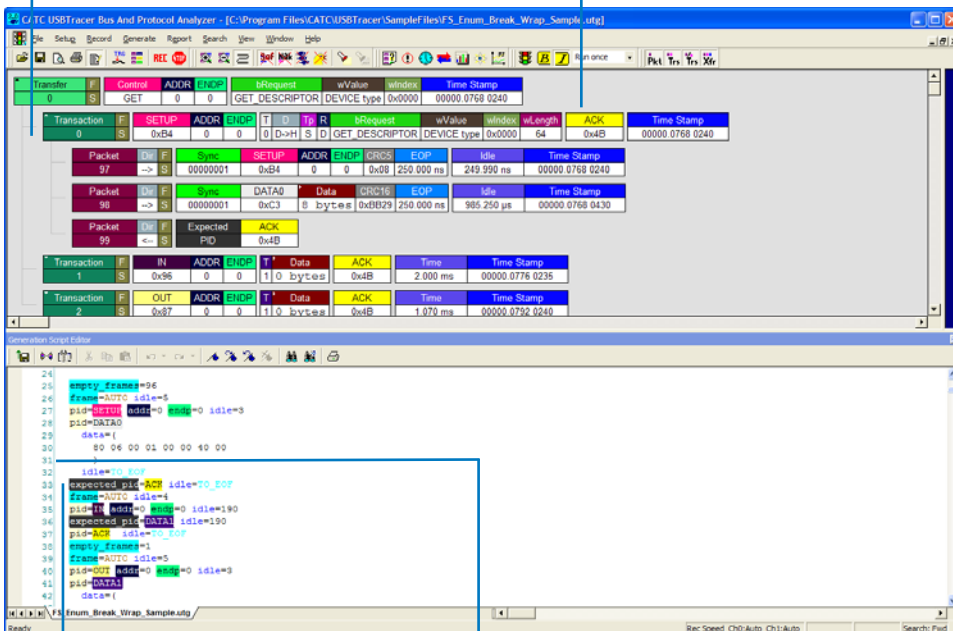 CATC USBTracer Bus And Protocol Analyzer - [C:\Program Files\CATC\USBTracer\SampleFiles\FS_Enum_Break_Wrap_Sample.utg]
File Setup Record Generate Report Search View Window Help
REC Run once Pkt Trs Trs Xfr
Transfer F Control ADDR ENDP bRequest wValue wIndex Time Stamp
0 S GET 0 0 GET_DESCRIPTOR DEVICE type 0x0000 00000.0768 0240
Transaction F SETUP ADDR ENDP T D Tp R bRequest wValue wIndex wLength ACK Time Stamp
0 S 0xB4 0 0 0 D->H S D GET_DESCRIPTOR DEVICE type 0x0000 64 0x4B 00000.0768 0240
Packet Dir F Sync SETUP ADDR ENDP CRC5 EOP Idle Time Stamp
97 --> S 00000001 0xB4 0 0 0x08 250.000 ns 249.990 ns 00000.0768 0240
Packet Dir F Sync DATA0 Data CRC16 EOP Idle Time Stamp
98 --> S 00000001 0xC3 8 bytes 0xBB29 250.000 ns 985.250 µs 00000.0768 0430
Packet Dir F Expected ACK
99 <-- S PID 0x4B
Transaction F IN ADDR ENDP T Data ACK Time Time Stamp
1 S 0x96 0 0 1 0 bytes 0x4B 2.000 ms 00000.0776 0235
Transaction F OUT ADDR ENDP T Data ACK Time Time Stamp
2 S 0x87 0 0 1 0 bytes 0x4B 1.070 ms 00000.0792 0240
Generation Script Editor
24
25 empty_frames=96
26 frame=AUTO idle=5
27 pid=SETUP addr=0 endp=0 idle=3
28 pid=DATA0
29 data={
30 80 06 00 01 00 00 40 00
31 }
32 idle=TO_EOF
33 expected_pid=ACK idle=TO_EOF
34 frame=AUTO idle=4
35 pid=IN addr=0 endp=0 idle=190
36 expected_pid=DATA1 idle=190
37 pid=ACK idle=TO_EOF
38 empty_frames=1
39 frame=AUTO idle=5
40 pid=OUT addr=0 endp=0 idle=3
41 pid=DATA1
42 data={
FS_Enum_Break_Wrap_Sample.utg
Ready Rec Speed Ch0:Auto Ch1:Auto Search: Fwd